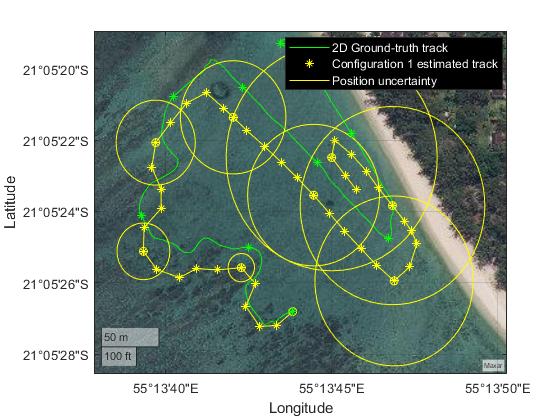 2D Ground-truth track
Configuration 1 estimated track
Position uncertainty
21°05'20"S
21°05'22"S
21°05'24"S
21°05'26"S
21°05'28"S
Latitude
50 m
100 ft
Maxar
55°13'40"E
55°13'45"E
55°13'50"E
Longitude